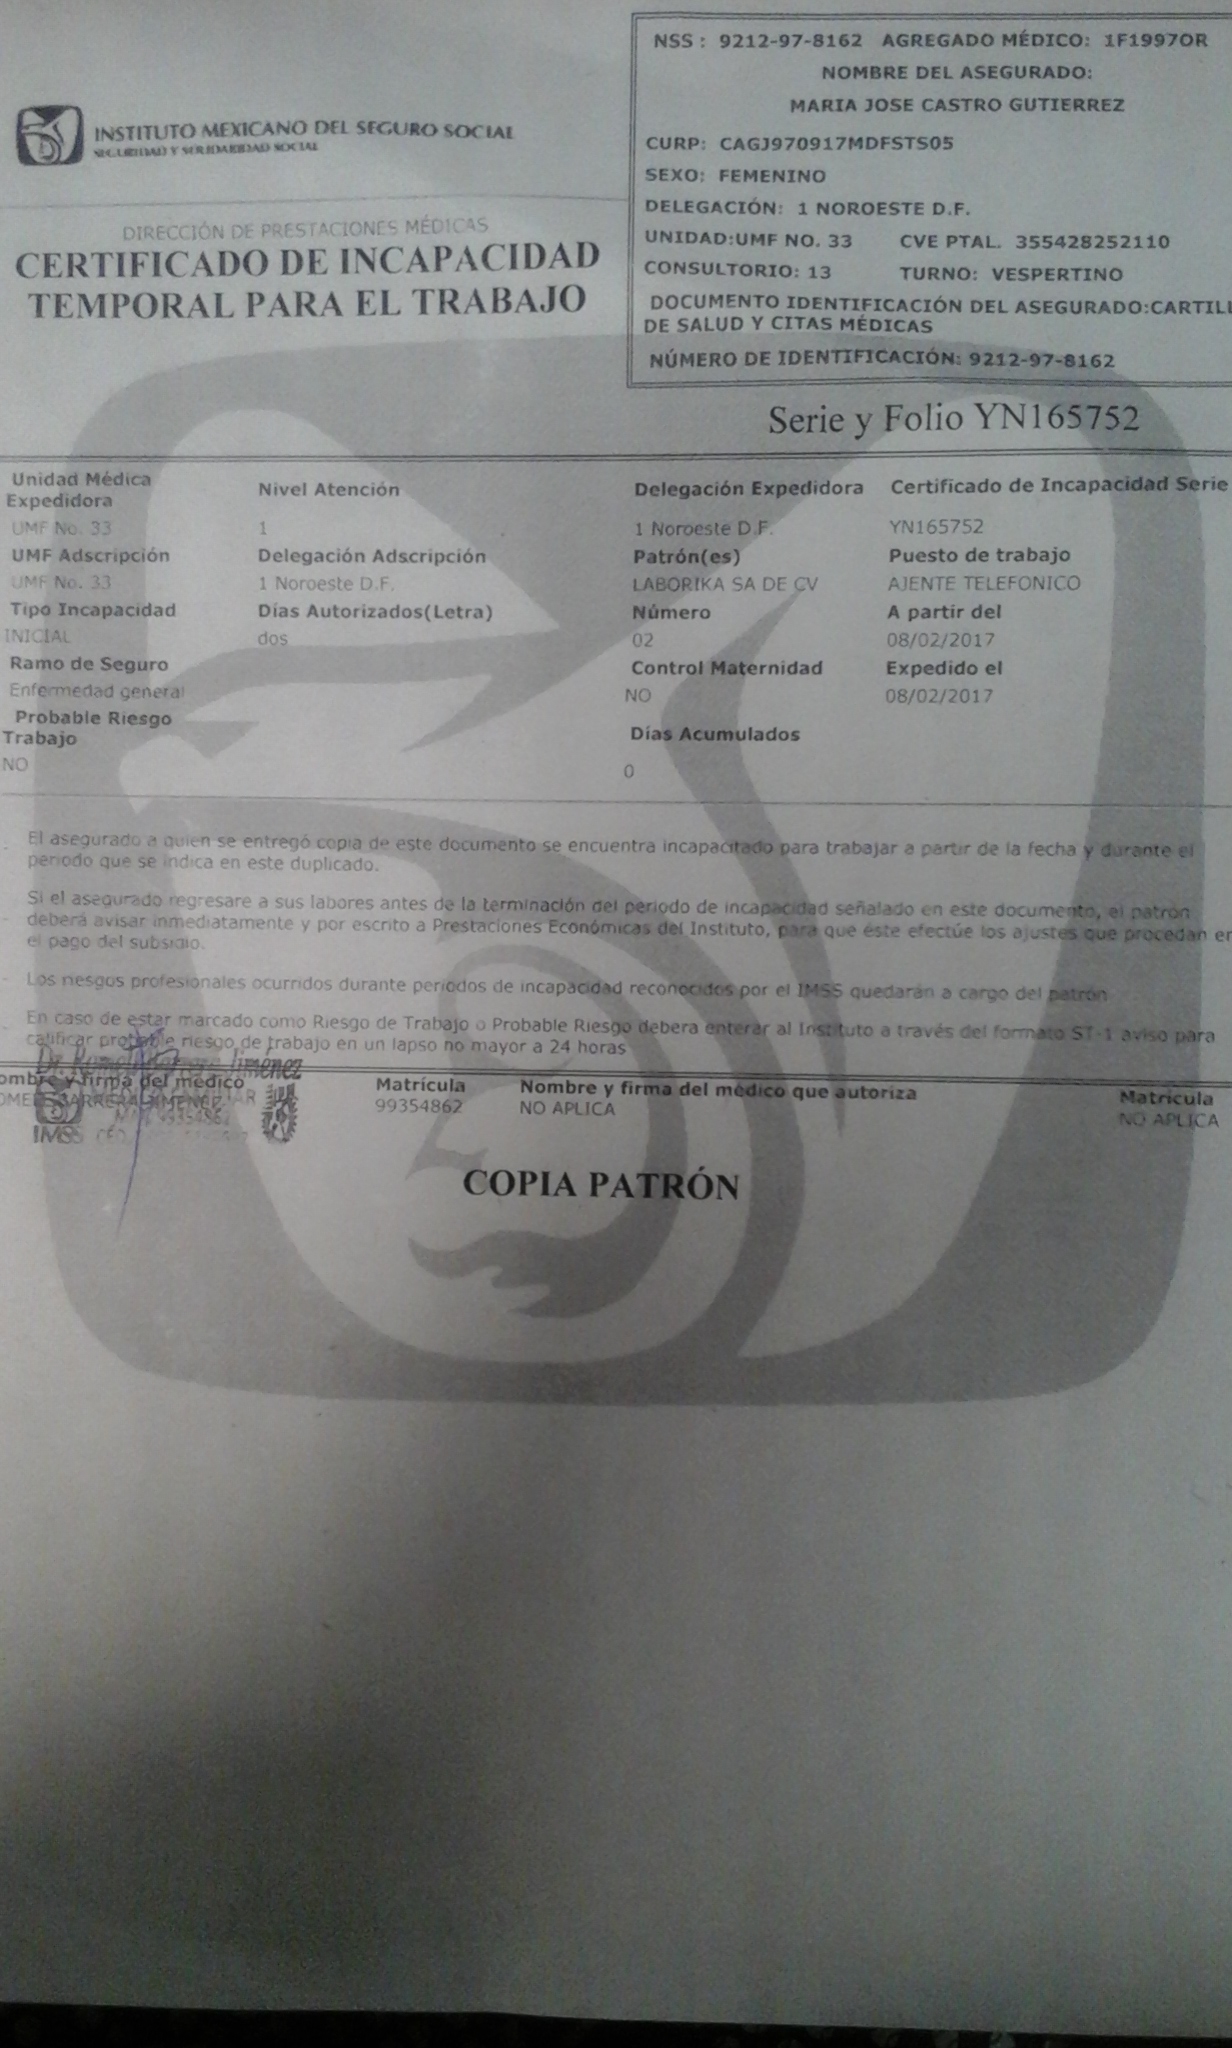 NSS : 9212-97-8162 AGREGADO MÉDICO: 1F1997OR
NOMBRE DEL ASEGURADO:
MARIA JOSE CASTRO GUTIERREZ
CURP: CAGJ970917MDFSTS05
SEXO: FEMENINO
DELEGACIÓN: 1 NOROESTE D.F.
UNIDAD:UMF NO. 33 CVE PTAL. 355428252110
CONSULTORIO: 13 TURNO: VESPERTINO
DOCUMENTO IDENTIFICACIÓN DEL ASEGURADO:CARTILL
DE SALUD Y CITAS MÉDICAS
NÚMERO DE IDENTIFICACIÓN: 9212-97-8162
INSTITUTO MEXICANO DEL SEGURO SOCIAL
SEGURIDAD Y SOLIDARIDAD SOCIAL
DIRECCIÓN DE PRESTACIONES MÉDICAS
CERTIFICADO DE INCAPACIDAD
TEMPORAL PARA EL TRABAJO
Serie y Folio YN165752
Unidad Médica
Expedidora Nivel Atención Delegación Expedidora Certificado de Incapacidad Serie
UMF No. 33 1 1 Noroeste D.F. YN165752
UMF Adscripción Delegación Adscripción Patrón(es) Puesto de trabajo
UMF No. 33 1 Noroeste D.F. LABORIKA SA DE CV AJENTE TELEFONICO
Tipo Incapacidad Días Autorizados(Letra) Número A partir del
INICIAL dos 02 08/02/2017
Ramo de Seguro Control Maternidad Expedido el
Enfermedad general NO 08/02/2017
Probable Riesgo
Trabajo Días Acumulados
NO 0
El asegurado a quien se entregó copia de este documento se encuentra incapacitado para trabajar a partir de la fecha y durante el
periodo que se indica en este duplicado.
Si el asegurado regresare a sus labores antes de la terminación del periodo de incapacidad señalado en este documento, el patrón
deberá avisar inmediatamente y por escrito a Prestaciones Económicas del Instituto, para que éste efectúe los ajustes que procedan en
el pago del subsidio.
Los riesgos profesionales ocurridos durante periodos de incapacidad reconocidos por el IMSS quedarán a cargo del patrón
En caso de estar marcado como Riesgo de Trabajo o Probable Riesgo debera enterar al Instituto a través del formato ST-1 aviso para
calificar probable riesgo de trabajo en un lapso no mayor a 24 horas
Jiménez
ombre y firma del médico Matrícula Nombre y firma del médico que autoriza Matrícula
BARRERA JIMENEZ 99354862 NO APLICA NO APLICA
99354862
IMSS
COPIA PATRÓN